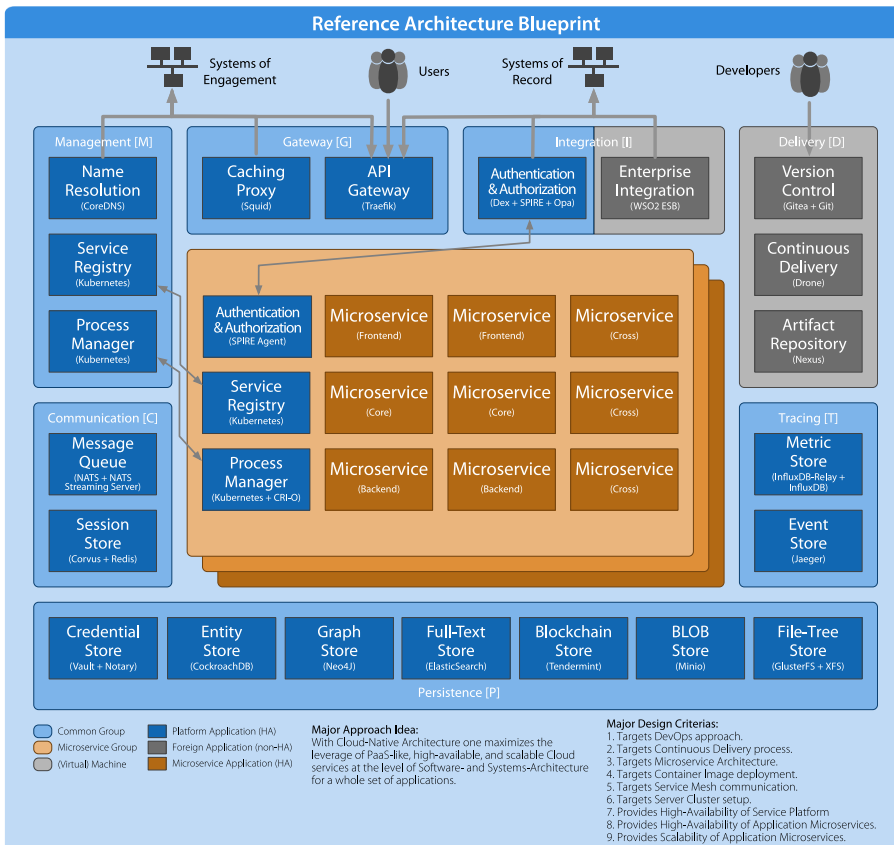 Reference Architecture Blueprint
Systems of
Engagement
Users
Systems of
Record
Developers
Management [M]
Name
Resolution
(CoreDNS)
Service
Registry
(Kubernetes)
Process
Manager
(Kubernetes)
Gateway [G]
Caching
Proxy
(Squid)
API
Gateway
(Traefik)
Integration [I]
Authentication
& Authorization
(Dex + SPIRE + Opa)
Enterprise
Integration
(WSO2 ESB)
Delivery [D]
Version
Control
(Gitea + Git)
Continuous
Delivery
(Drone)
Artifact
Repository
(Nexus)
Authentication
& Authorization
(SPIRE Agent)
Microservice
(Frontend)
Microservice
(Frontend)
Microservice
(Cross)
Service
Registry
(Kubernetes)
Microservice
(Core)
Microservice
(Core)
Microservice
(Cross)
Process
Manager
(Kubernetes + CRI-O)
Microservice
(Backend)
Microservice
(Backend)
Microservice
(Cross)
Communication [C]
Message
Queue
(NATS + NATS
Streaming Server)
Session
Store
(Corvus + Redis)
Tracing [T]
Metric
Store
(InfluxDB-Relay +
InfluxDB)
Event
Store
(Jaeger)
Credential
Store
(Vault + Notary)
Entity
Store
(CockroachDB)
Graph
Store
(Neo4J)
Full-Text
Store
(ElasticSearch)
Blockchain
Store
(Tendermint)
BLOB
Store
(Minio)
File-Tree
Store
(GlusterFS + XFS)
Persistence [P]
Common Group
Microservice Group
(Virtual) Machine
Platform Application (HA)
Foreign Application (non-HA)
Microservice Application (HA)
Major Approach Idea:
With Cloud-Native Architecture one maximizes the
leverage of PaaS-like, high-available, and scalable Cloud
services at the level of Software- and Systems-Architecture
for a whole set of applications.
Major Design Criterias:
1. Targets DevOps approach.
2. Targets Continuous Delivery process.
3. Targets Microservice Architecture.
4. Targets Container Image deployment.
5. Targets Service Mesh communication.
6. Targets Server Cluster setup.
7. Provides High-Availability of Service Platform
8. Provides High-Availability of Application Microservices.
9. Provides Scalability of Application Microservices.